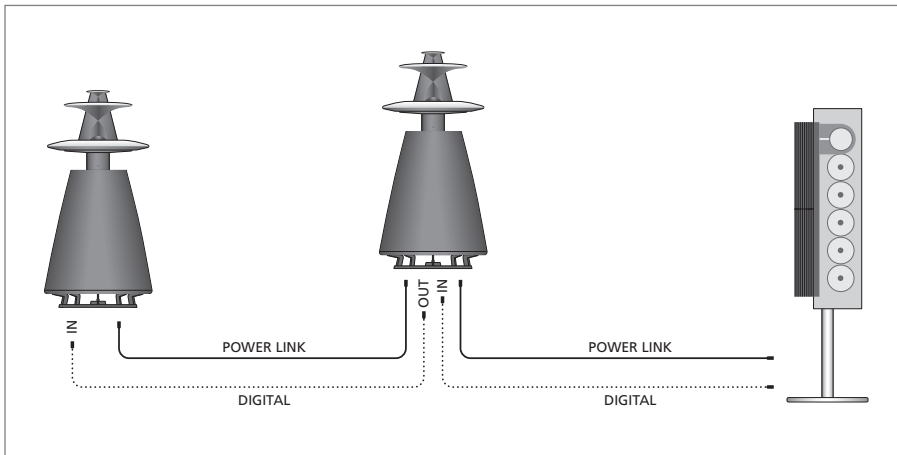 IN
OUT
IN
POWER LINK
POWER LINK
DIGITAL
DIGITAL